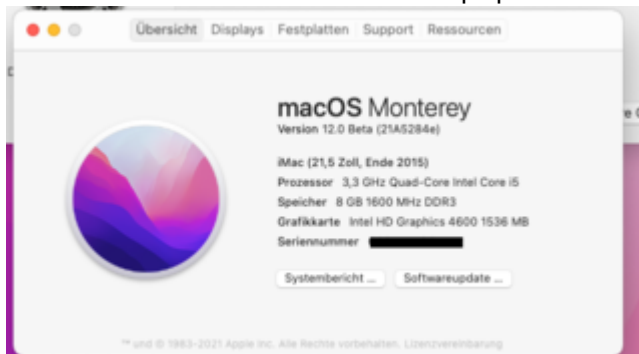 Übersicht Displays Festplatten Support Ressourcen
macOS Monterey
Version 12.0 Beta (21A5284e)
iMac (21,5 Zoll, Ende 2015)
Prozessor 3,3 GHz Quad-Core Intel Core i5
Speicher 8 GB 1600 MHz DDR3
Grafikkarte Intel HD Graphics 4600 1536 MB
Seriennummer
Systembericht ... Softwareupdate ...
™ und © 1983-2021 Apple Inc. Alle Rechte vorbehalten. Lizenzvereinbarung